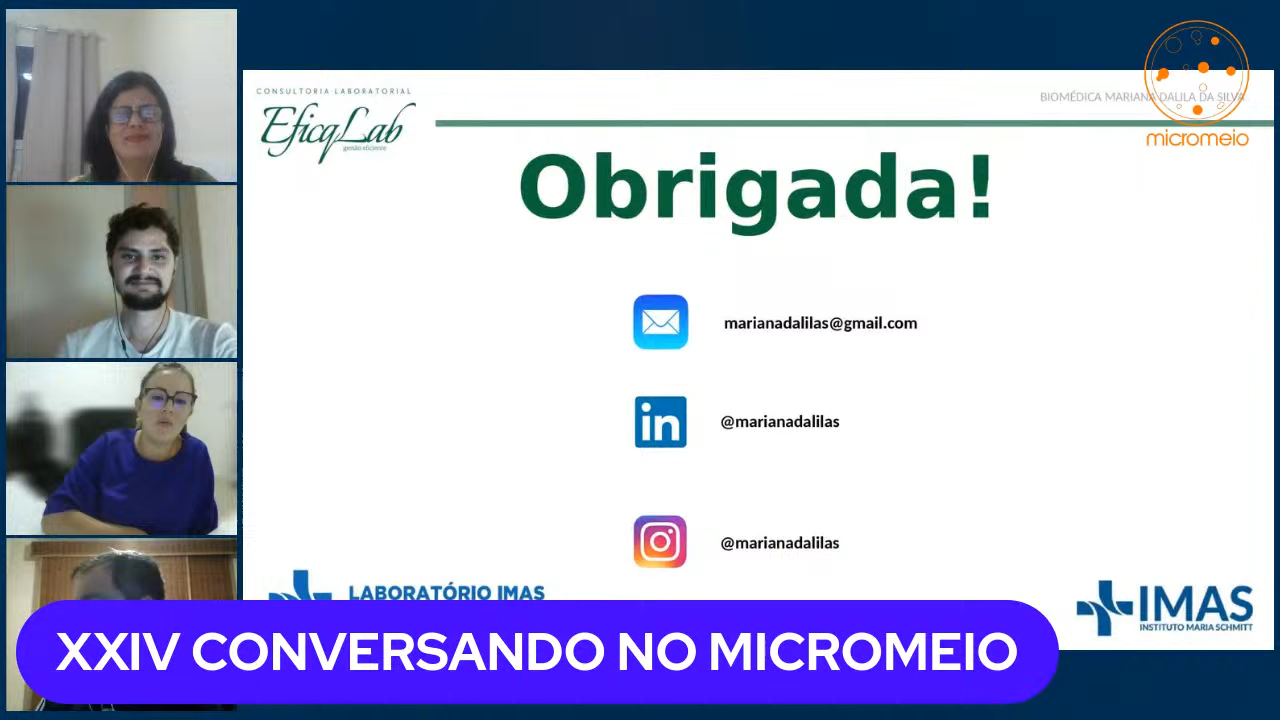 CONSULTORIA LABORATORIAL
EficqLab
gestão eficiente
BIOMÉDICA MARIANA DALILA DA SILVA
micromeio
Obrigada!
marianadalilas@gmail.com
in
@marianadalilas
@marianadalilas
LABORATÓRIO IMAS
IMAS
INSTITUTO MARIA SCHMITT
XXIV CONVERSANDO NO MICROMEIO